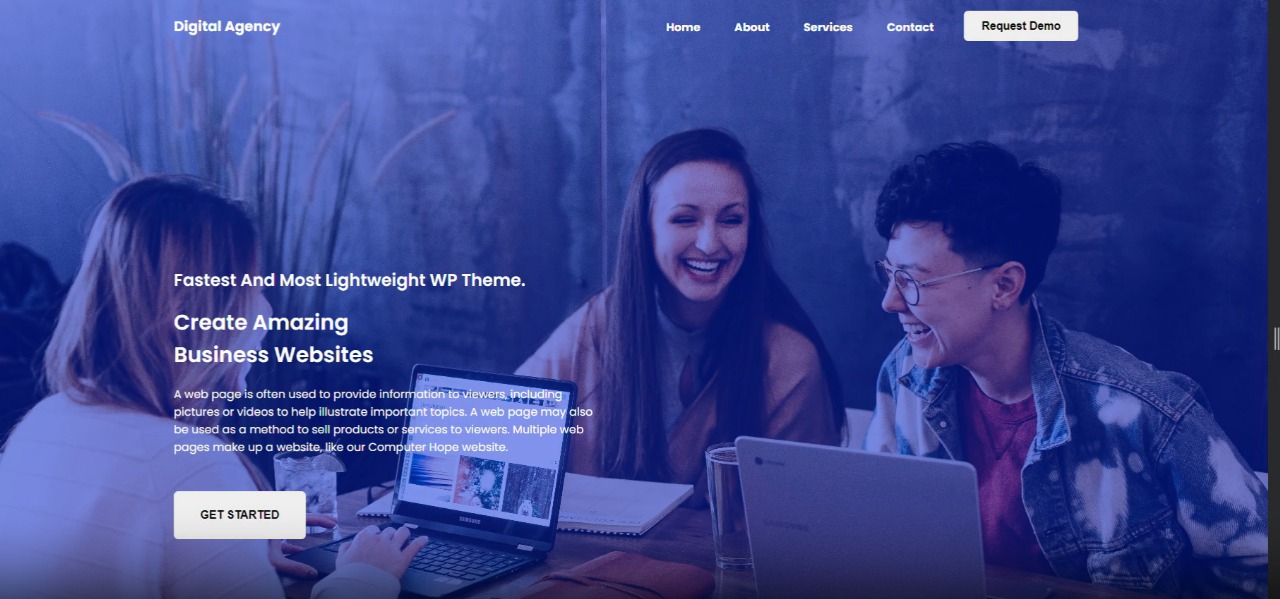 Digital Agency
Home About Services Contact Request Demo
Fastest And Most Lightweight WP Theme.
Create Amazing
Business Websites
A web page is often used to provide information to viewers, including
pictures or videos to help illustrate important topics. A web page may also
be used as a method to sell products or services to viewers. Multiple web
pages make up a website, like our Computer Hope website.
GET STARTED
SAMSUNG
SAMSUNG